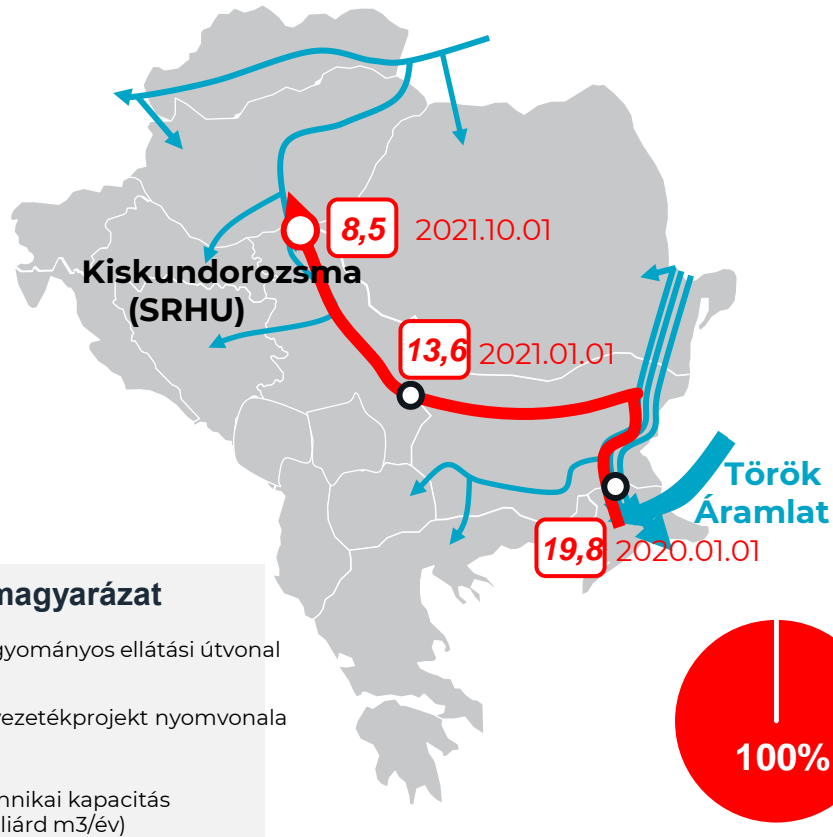 8,5 2021.10.01
Kiskundorozsma
(SRHU)
13,6 2021.01.01
Török
Áramlat
19,8 2020.01.01
magyarázat
gyományos ellátási útvonal
vezetékprojekt nyomvonala
hnikai kapacitás
liárd m3/év)
100%